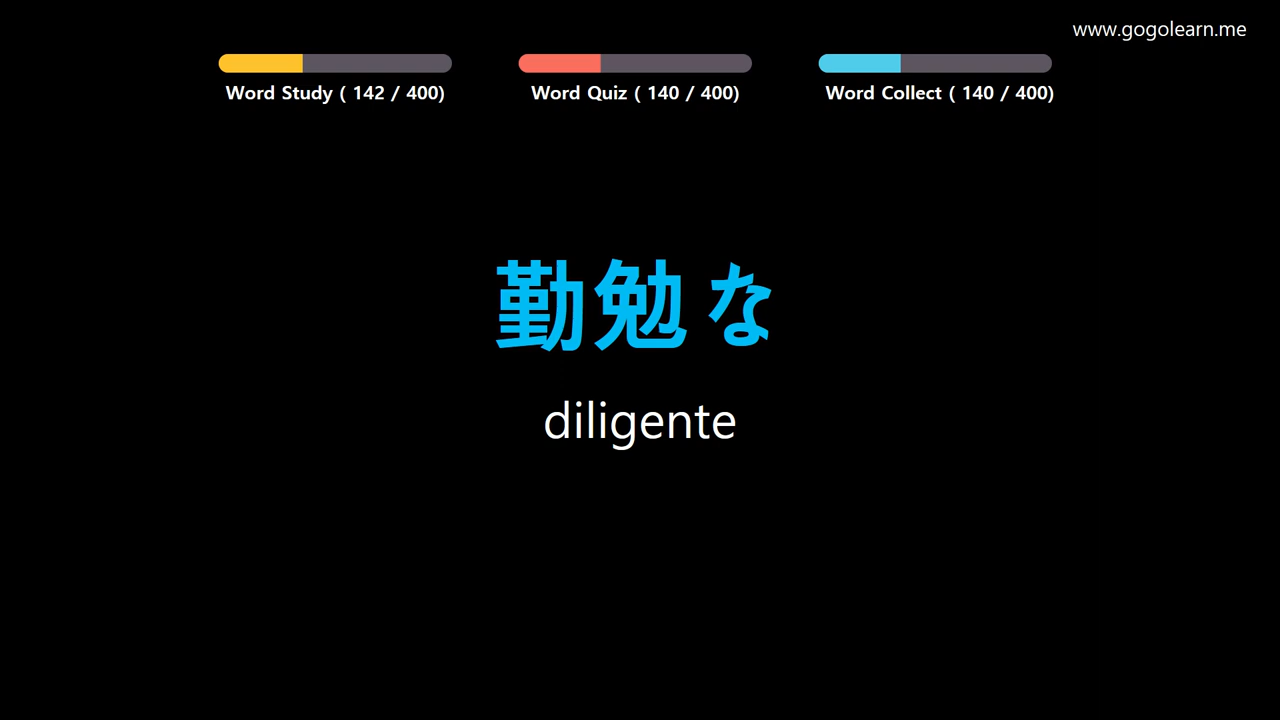 www.gogolearn.me
Word Study ( 142 / 400)
Word Quiz ( 140 / 400)
Word Collect ( 140 / 400)
勤勉な
diligente